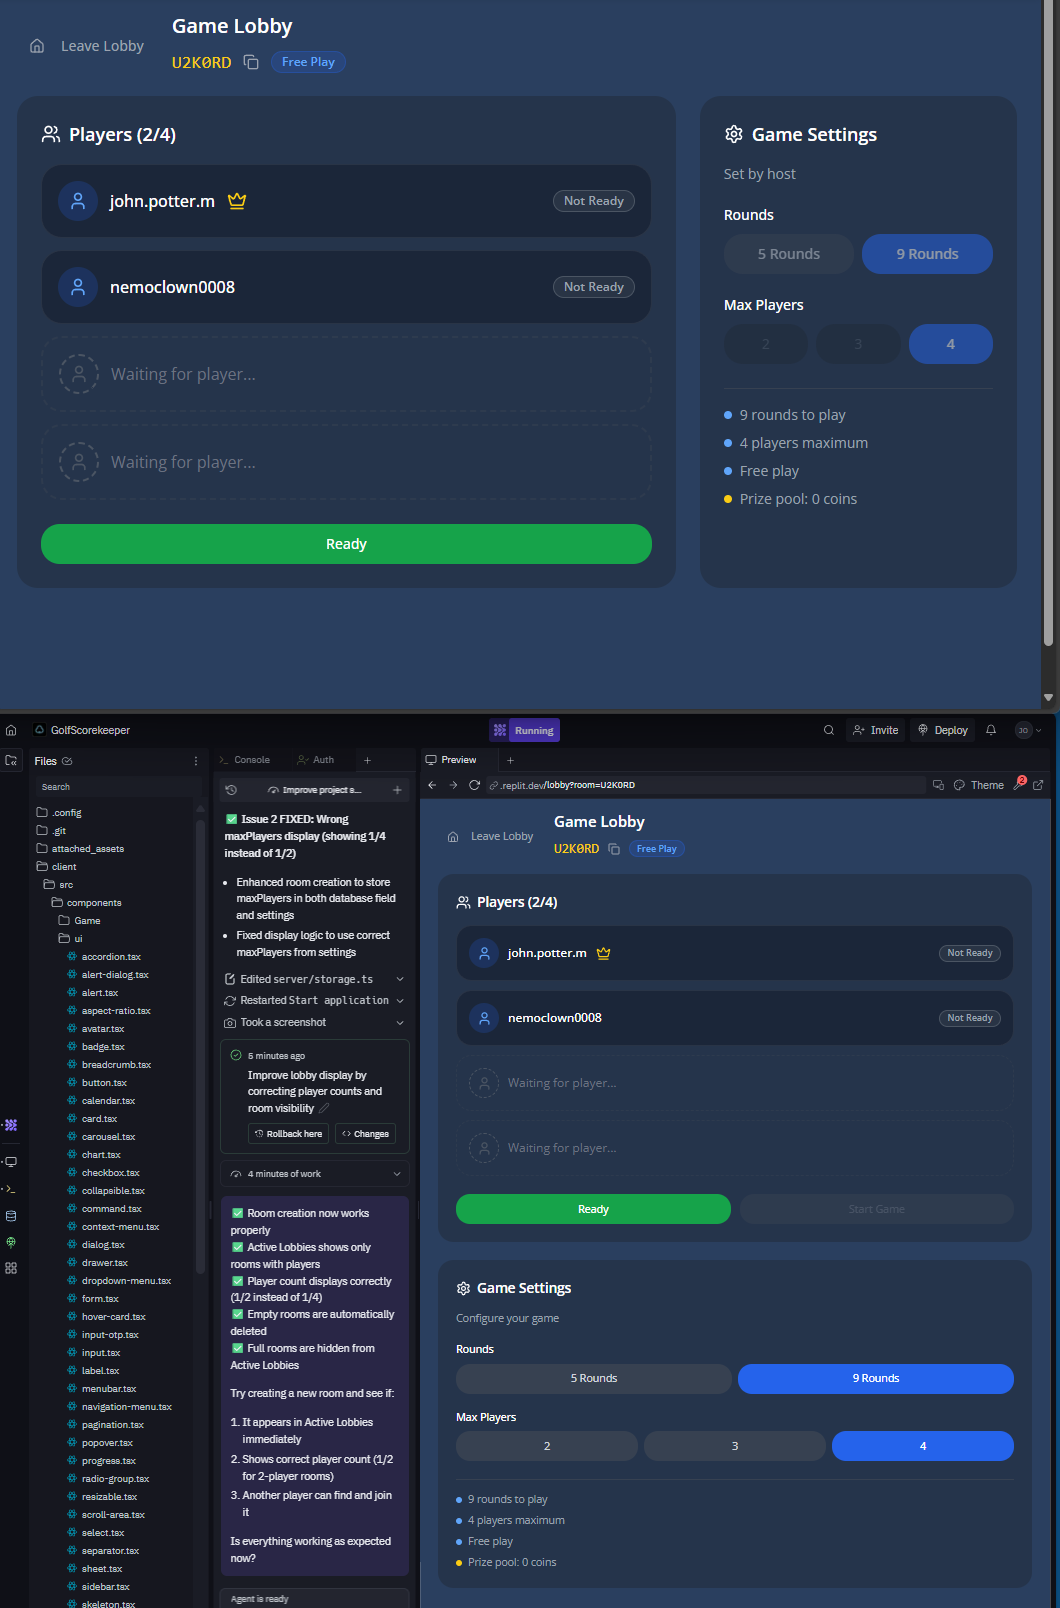 Game Lobby
Leave Lobby
U2K0RD
Free Play
Players (2/4)
john.potter.m
Not Ready
nemoclown0008
Not Ready
Waiting for player...
Waiting for player...
Ready
Game Settings
Set by host
Rounds
5 Rounds
9 Rounds
Max Players
2
3
4
9 rounds to play
4 players maximum
Free play
Prize pool: 0 coins
GolfScorekeeper
Running
Invite
Deploy
JO
Files
Search
.config
.git
attached_assets
client
src
components
Game
ui
accordion.tsx
alert-dialog.tsx
alert.tsx
aspect-ratio.tsx
avatar.tsx
badge.tsx
breadcrumb.tsx
button.tsx
calendar.tsx
card.tsx
carousel.tsx
chart.tsx
checkbox.tsx
collapsible.tsx
command.tsx
context-menu.tsx
dialog.tsx
drawer.tsx
dropdown-menu.tsx
form.tsx
hover-card.tsx
input-otp.tsx
input.tsx
label.tsx
menubar.tsx
navigation-menu.tsx
pagination.tsx
popover.tsx
progress.tsx
radio-group.tsx
resizable.tsx
scroll-area.tsx
select.tsx
separator.tsx
sheet.tsx
sidebar.tsx
skeleton.tsx
Console
Auth
Improve project s...
Issue 2 FIXED: Wrong
maxPlayers display (showing 1/4
instead of 1/2)
Enhanced room creation to store
maxPlayers in both database field
and settings
Fixed display logic to use correct
maxPlayers from settings
Edited server/storage.ts
Restarted Start application
Took a screenshot
5 minutes ago
Improve lobby display by
correcting player counts and
room visibility
Rollback here
Changes
4 minutes of work
Room creation now works
properly
Active Lobbies shows only
rooms with players
Player count displays correctly
(1/2 instead of 1/4)
Empty rooms are automatically
deleted
Full rooms are hidden from
Active Lobbies
Try creating a new room and see if:
1. It appears in Active Lobbies
immediately
2. Shows correct player count (1/2
for 2-player rooms)
3. Another player can find and join
it
Is everything working as expected
now?
Agent is ready
Preview
.replit.dev/lobby?room=U2K0RD
Theme
2
Game Lobby
Leave Lobby
U2K0RD
Free Play
Players (2/4)
john.potter.m
Not Ready
nemoclown0008
Not Ready
Waiting for player...
Waiting for player...
Ready
Start Game
Game Settings
Configure your game
Rounds
5 Rounds
9 Rounds
Max Players
2
3
4
9 rounds to play
4 players maximum
Free play
Prize pool: 0 coins